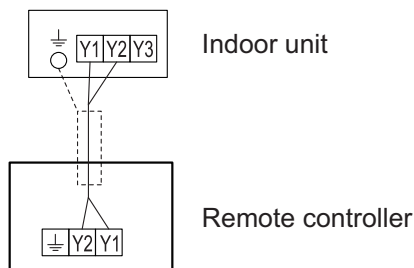 Y1 Y2 Y3
Indoor unit
Remote controller
Y2 Y1